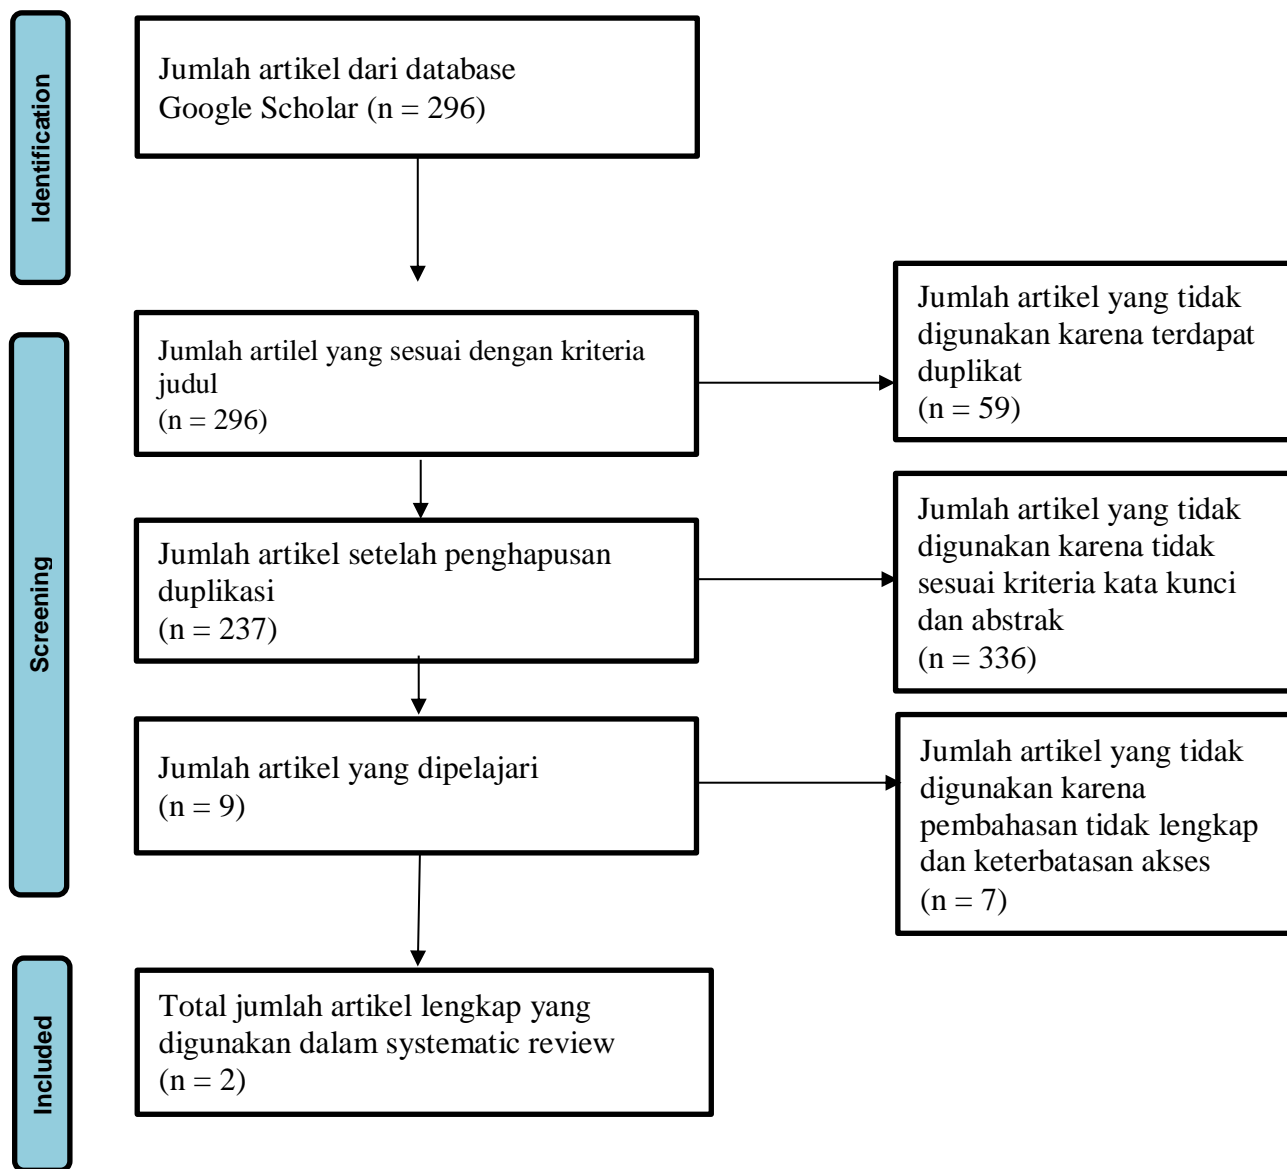 Identification
Jumlah artikel dari database
Google Scholar (n = 296)
Screening
Jumlah artilel yang sesuai dengan kriteria
judul
(n = 296)
Jumlah artikel yang tidak
digunakan karena terdapat
duplikat
(n = 59)
Jumlah artikel setelah penghapusan
duplikasi
(n = 237)
Jumlah artikel yang tidak
digunakan karena tidak
sesuai kriteria kata kunci
dan abstrak
(n = 336)
Jumlah artikel yang dipelajari
(n = 9)
Jumlah artikel yang tidak
digunakan karena
pembahasan tidak lengkap
dan keterbatasan akses
(n = 7)
Included
Total jumlah artikel lengkap yang
digunakan dalam systematic review
(n = 2)